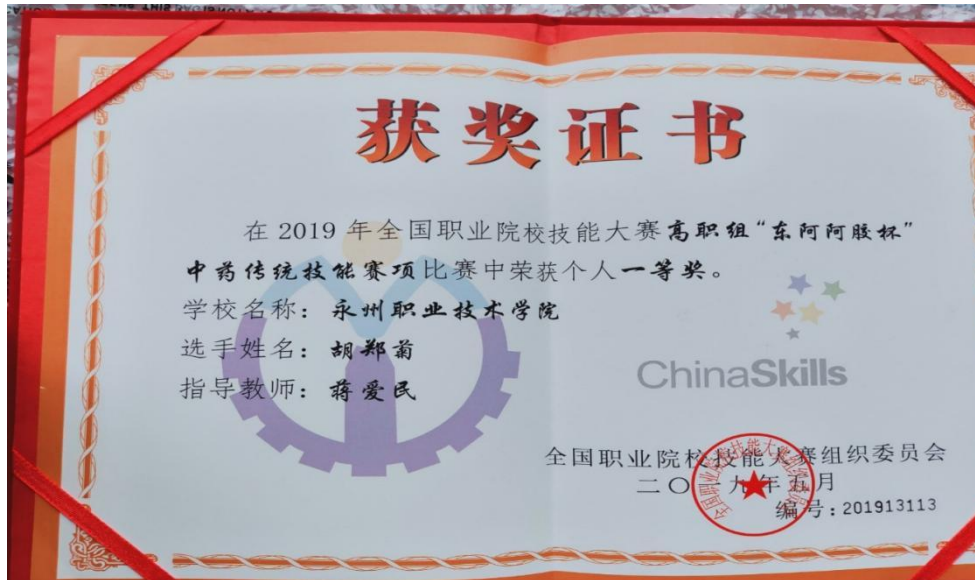 获奖证书
在 2019 年全国职业院校技能大赛高职组“东阿阿胶杯”
中药传统技能赛项比赛中荣获个人一等奖。
学校名称：永州职业技术学院
选手姓名：胡郑菊
指导教师：蒋爱民
ChinaSkills
全国职业院校技能大赛组织委员会
二〇一九年五月
编号：201913113